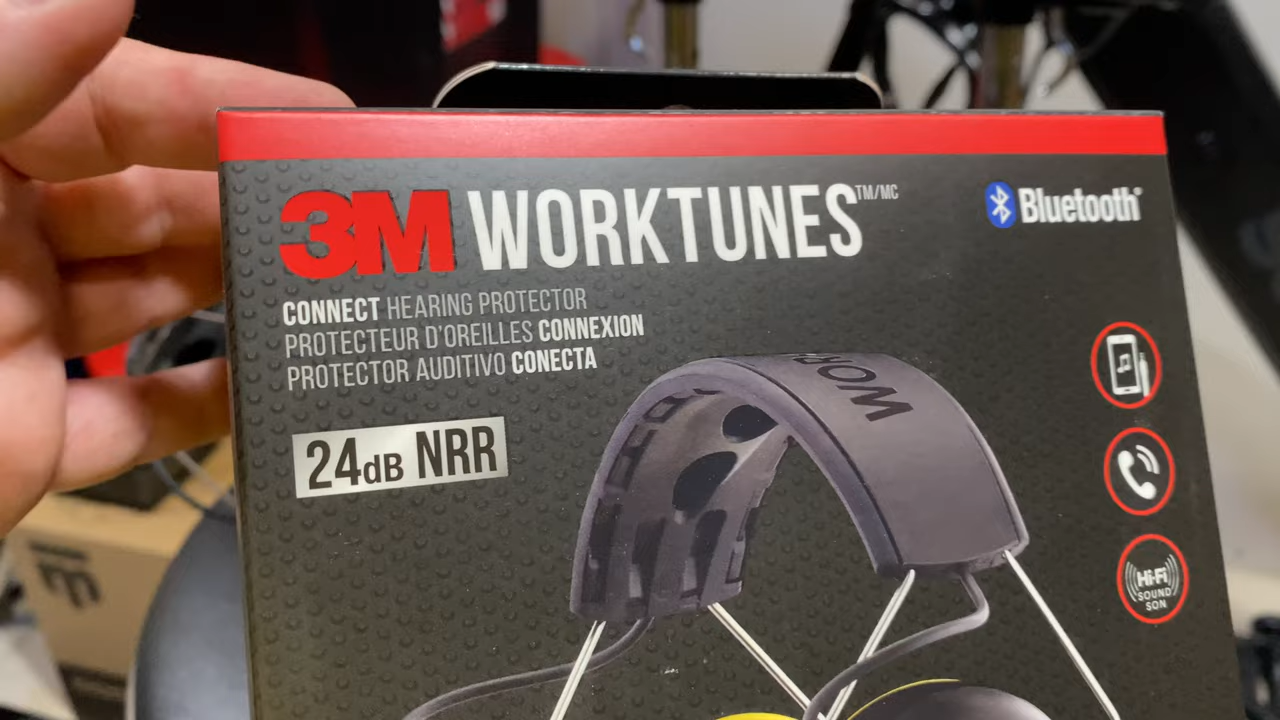 3M WORKTUNES™/MC
Bluetooth®
CONNECT HEARING PROTECTOR
PROTECTEUR D'OREILLES CONNEXION
PROTECTOR AUDITIVO CONECTA
24dB NRR
WOR
Hi-Fi
SOUND
SON